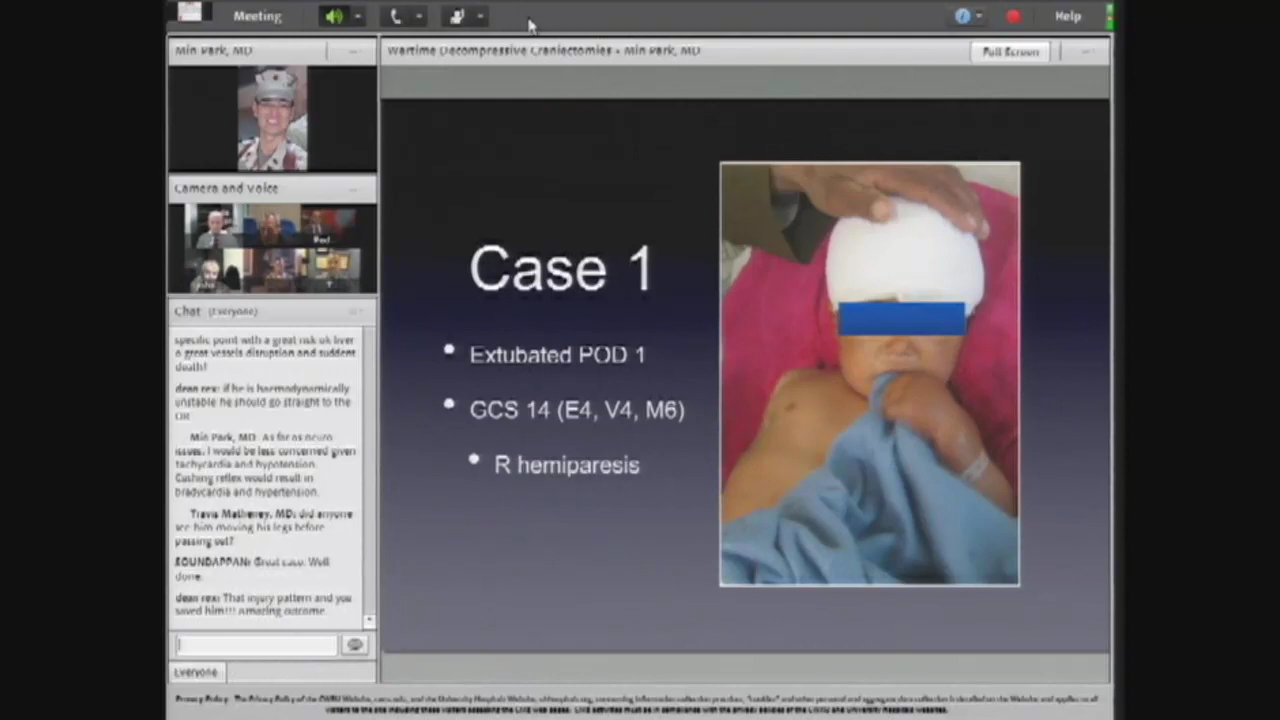 Meeting
Help
Min Park, MD
Wartime Decompressive Craniectomies - Min Park, MD
Full Screen
Camera and Voice
Chat (Everyone)
specific point with a great risk ok liver
o great vessels disruption and suddent
death!
dean rex: if he is haemodynamically
unstable he should go straight to the
OR
Min Park, MD: As far as neuro
issues, I would be less concerned given
tachycardia and hypotension.
Cushing reflex would result in
bradycardia and hypertension.
Travis Matheney, MD: did anyone
see him moving his legs before
passing out?
SOUNDAPPAN: Great case. Well
done.
dean rex: That injury pattern and you
saved him!!! Amazing outcome.
Everyone
Case 1
• Extubated POD 1
• GCS 14 (E4, V4, M6)
• R hemiparesis